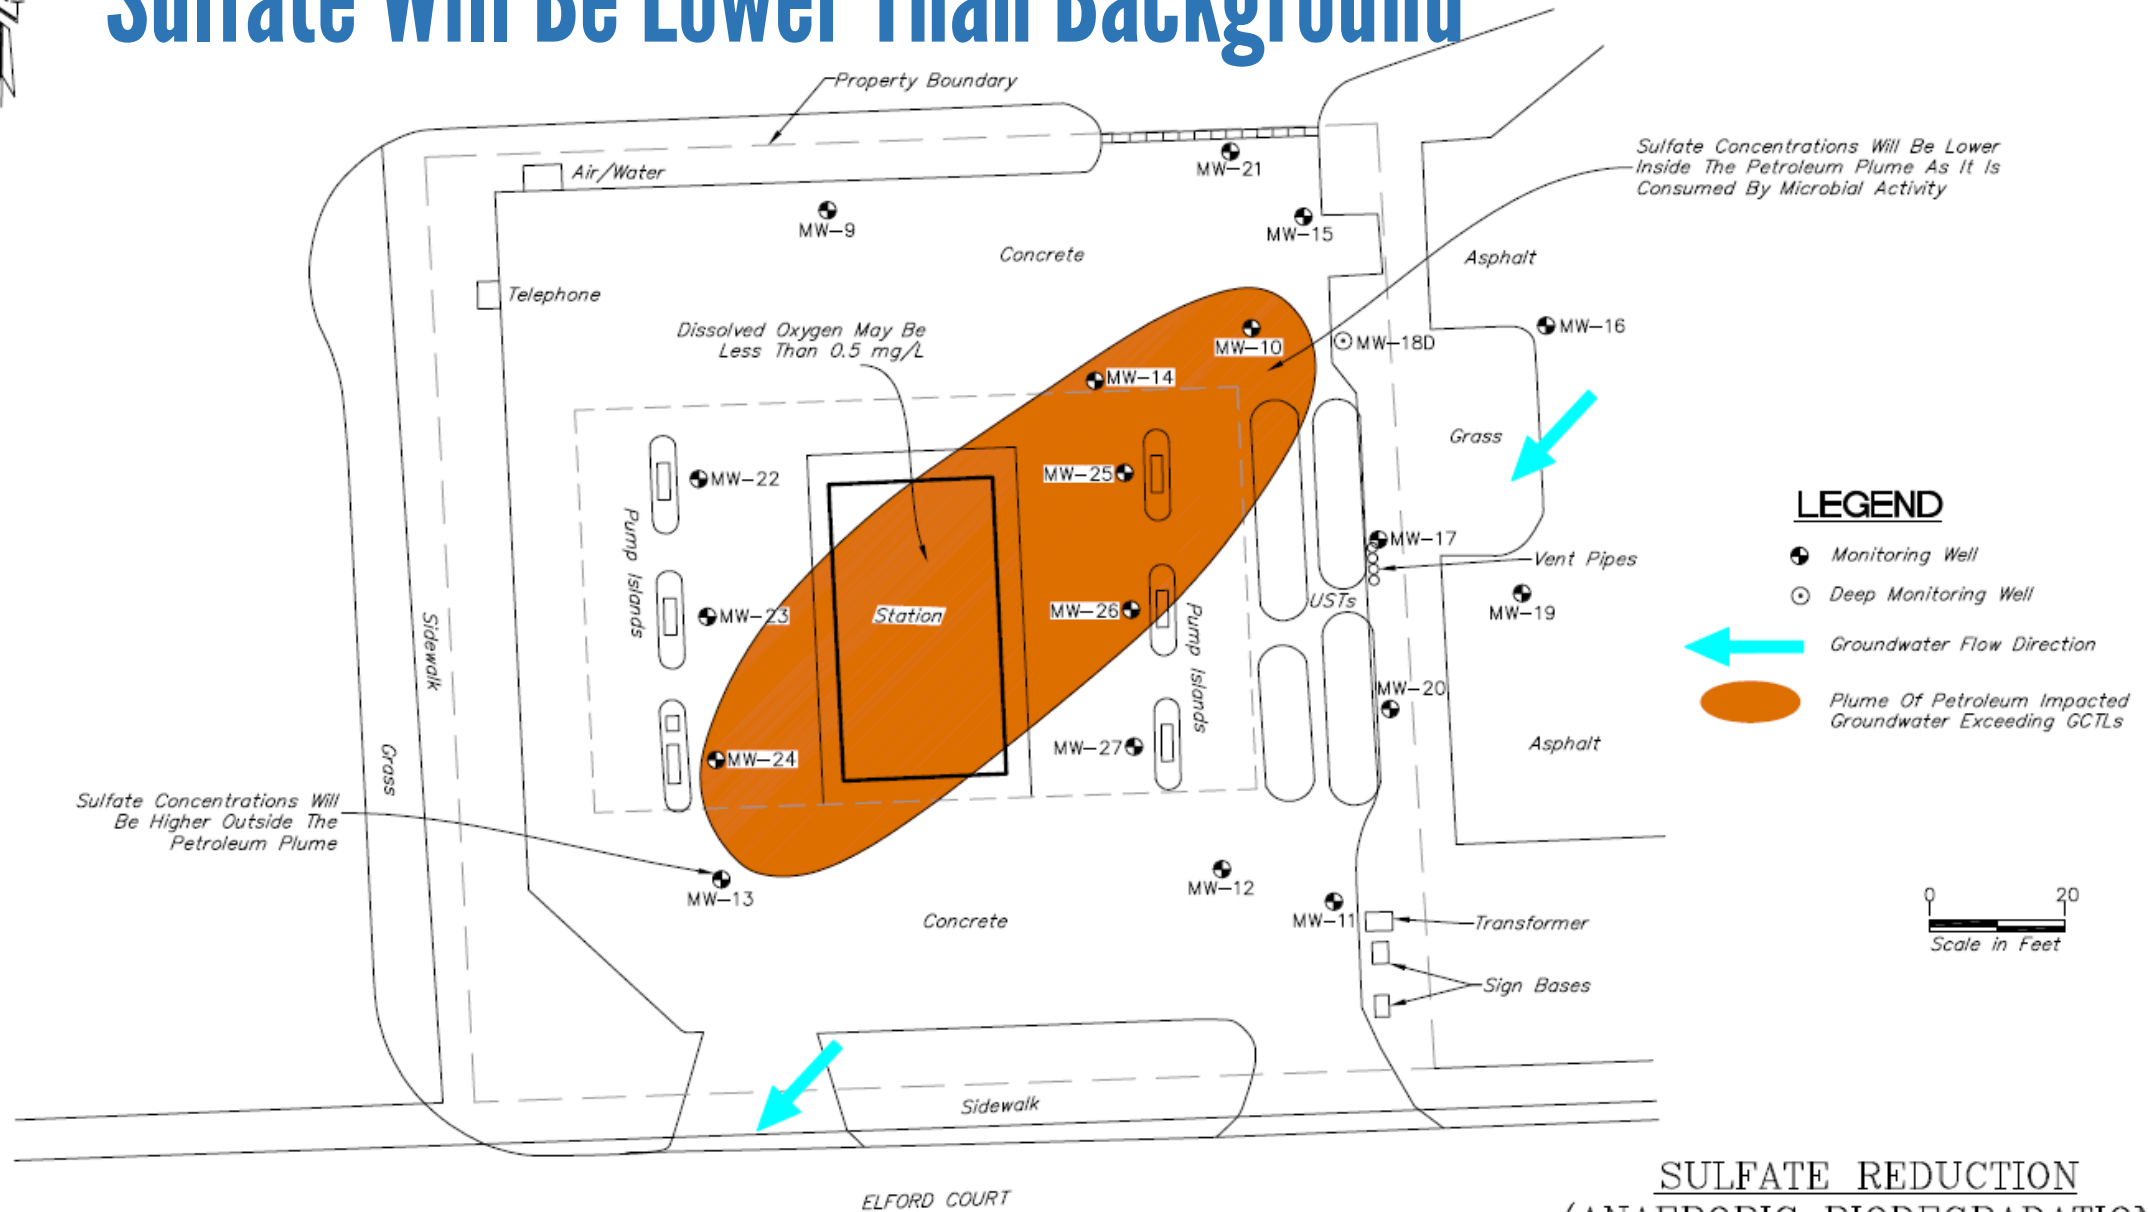 Sulfate Will Be Lower Than Background
Property Boundary
Air/Water
MW-21
MW-9
MW-15
Concrete
Sulfate Concentrations Will Be Lower
Inside The Petroleum Plume As It Is
Consumed By Microbial Activity
Asphalt
Telephone
Dissolved Oxygen May Be
Less Than 0.5 mg/L
MW-10
MW-18D
MW-16
MW-14
Grass
MW-22
MW-25
Pump Islands
MW-17
Vent Pipes
LEGEND
Monitoring Well
Deep Monitoring Well
Groundwater Flow Direction
Plume Of Petroleum Impacted
Groundwater Exceeding GCTLs
MW-23
Station
MW-26
Pump Islands
USTs
MW-19
Sidewalk
MW-20
MW-24
MW-27
Asphalt
Grass
Sulfate Concentrations Will
Be Higher Outside The
Petroleum Plume
MW-13
MW-12
MW-11
Concrete
Transformer
Sign Bases
0 20
Scale in Feet
Sidewalk
ELFORD COURT
SULFATE REDUCTION
(ANAEROBIC BIODEGRADATION